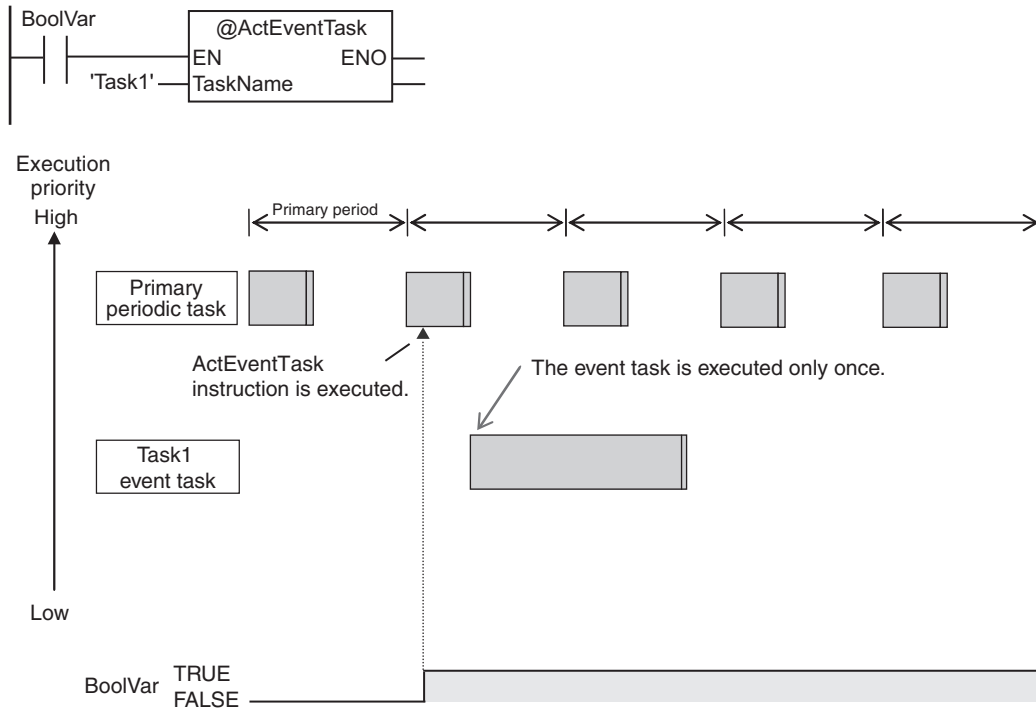 BoolVar
@ActEventTask
EN ENO
'Task1' TaskName
Execution
priority
High
Primary period
Primary
periodic task
ActEventTask
instruction is executed.
The event task is executed only once.
Task1
event task
Low
BoolVar TRUE
FALSE